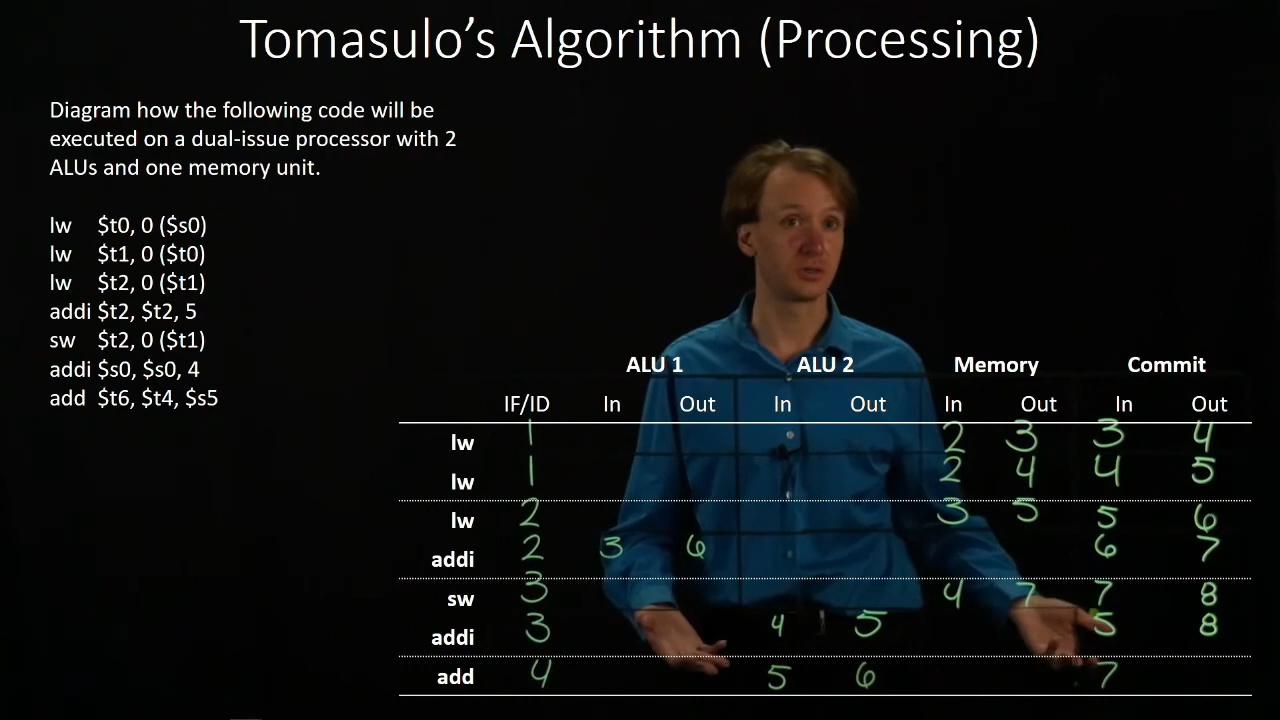 Tomasulo’s Algorithm (Processing)
Diagram how the following code will be
executed on a dual-issue processor with 2
ALUs and one memory unit.
lw $t0, 0 ($s0)
lw $t1, 0 ($t0)
lw $t2, 0 ($t1)
addi $t2, $t2, 5
sw $t2, 0 ($t1)
addi $s0, $s0, 4
add $t6, $t4, $s5
ALU 1 ALU 2 Memory Commit
IF/ID In Out In Out In Out In Out
lw 1 2 3 3 4
lw 1 2 4 4 5
lw 2 3 5 5 6
addi 2 3 6 6 7
sw 3 4 7 7 8
addi 3 4 5 5 8
add 4 5 6 7